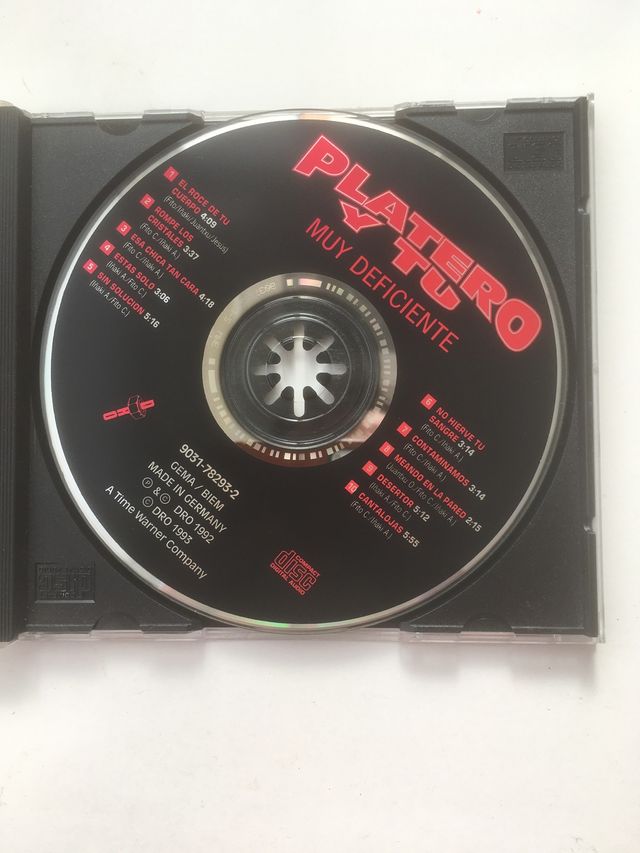 PLATERO
Y TU
MUY DEFICIENTE
1 EL ROCE DE TU
CUERPO 4:09
(Fito/Iñaki/Juantxu/Jesus)
2 ROMPE LOS
CRISTALES 3:37
(Fito C./Iñaki A.)
3 ESA CHICA TAN CARA 4:18
(Fito C./Iñaki A.)
4 ESTAS SOLO 3:06
(Iñaki A./Fito C.)
5 SIN SOLUCION 5:16
(Iñaki A./Fito C.)
6 NO HIERVE TU
SANGRE 3:14
(Fito C./Iñaki A.)
7 CONTAMINAMOS 3:14
(Fito C./Iñaki A.)
8 MEANDO EN LA PARED 2:15
(Juantxu O./Fito C./Iñaki A.)
9 DESERTOR 5:12
(Iñaki A./Fito C.)
10 CANTALOJAS 5:55
(Fito C./Iñaki A.)
DRO
9031-78293-2
GEMA / BIEM
MADE IN GERMANY
℗ & © DRO 1992
© DRO 1993
A Time Warner Company
COMPACT
disc
DIGITAL AUDIO